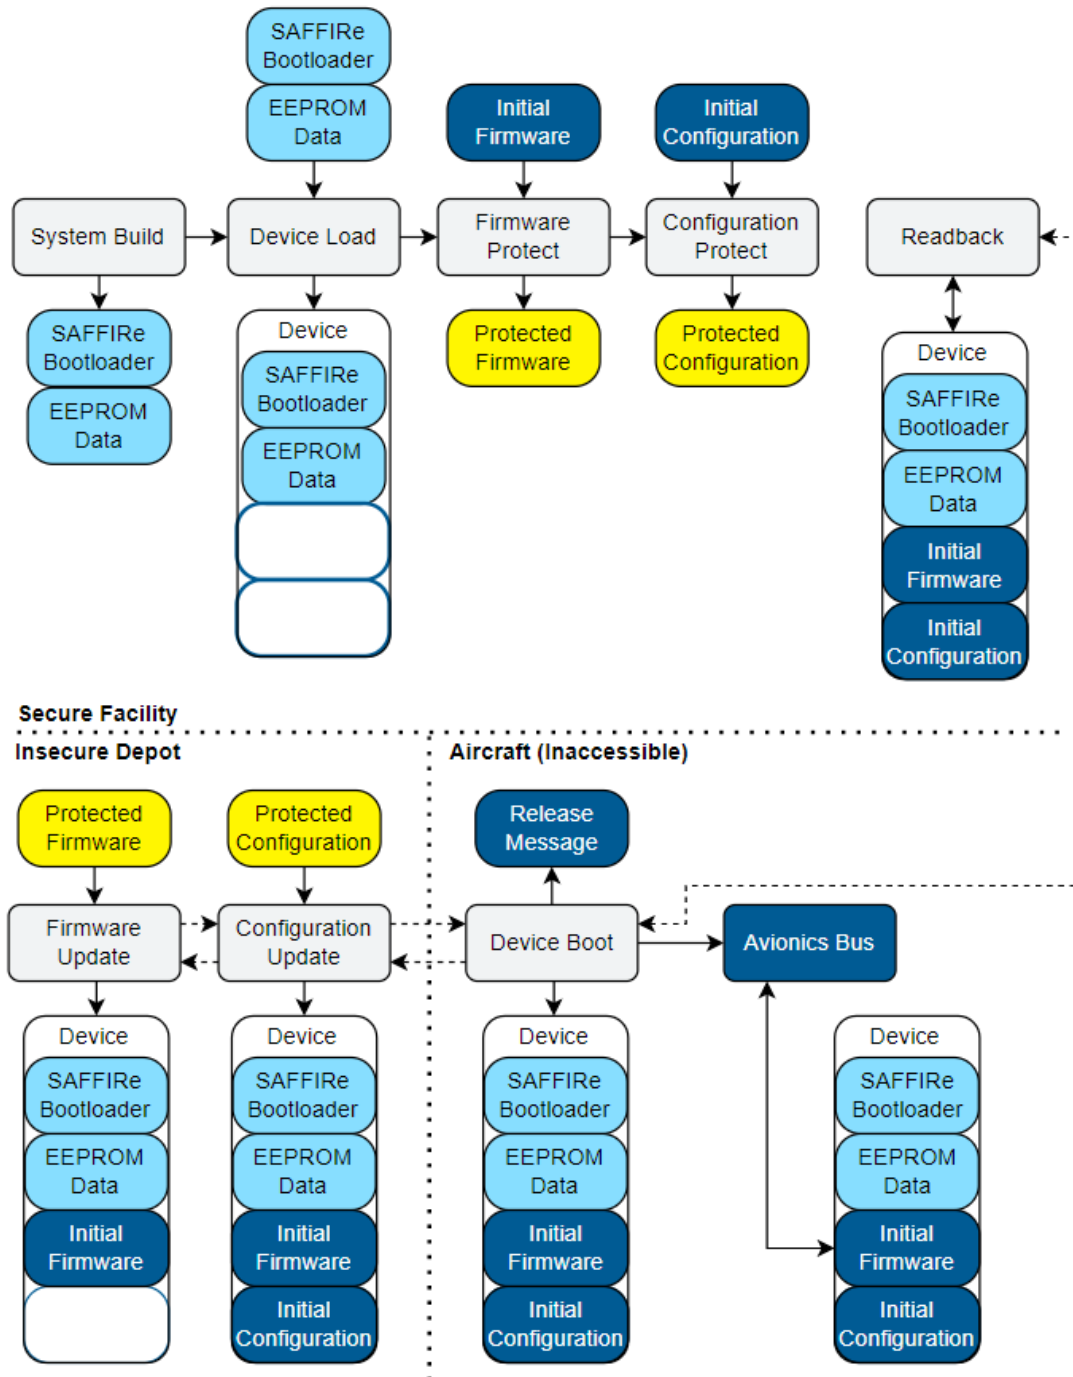 SAFFIRe
Bootloader
EEPROM
Data
Initial
Firmware
Initial
Configuration
System Build
Device Load
Firmware
Protect
Configuration
Protect
Readback
SAFFIRe
Bootloader
EEPROM
Data
Device
SAFFIRe
Bootloader
EEPROM
Data
Protected
Firmware
Protected
Configuration
Device
SAFFIRe
Bootloader
EEPROM
Data
Initial
Firmware
Initial
Configuration
Secure Facility
Insecure Depot
Aircraft (Inaccessible)
Protected
Firmware
Protected
Configuration
Release
Message
Firmware
Update
Configuration
Update
Device Boot
Avionics Bus
Device
SAFFIRe
Bootloader
EEPROM
Data
Initial
Firmware
Device
SAFFIRe
Bootloader
EEPROM
Data
Initial
Firmware
Initial
Configuration
Device
SAFFIRe
Bootloader
EEPROM
Data
Initial
Firmware
Initial
Configuration
Device
SAFFIRe
Bootloader
EEPROM
Data
Initial
Firmware
Initial
Configuration